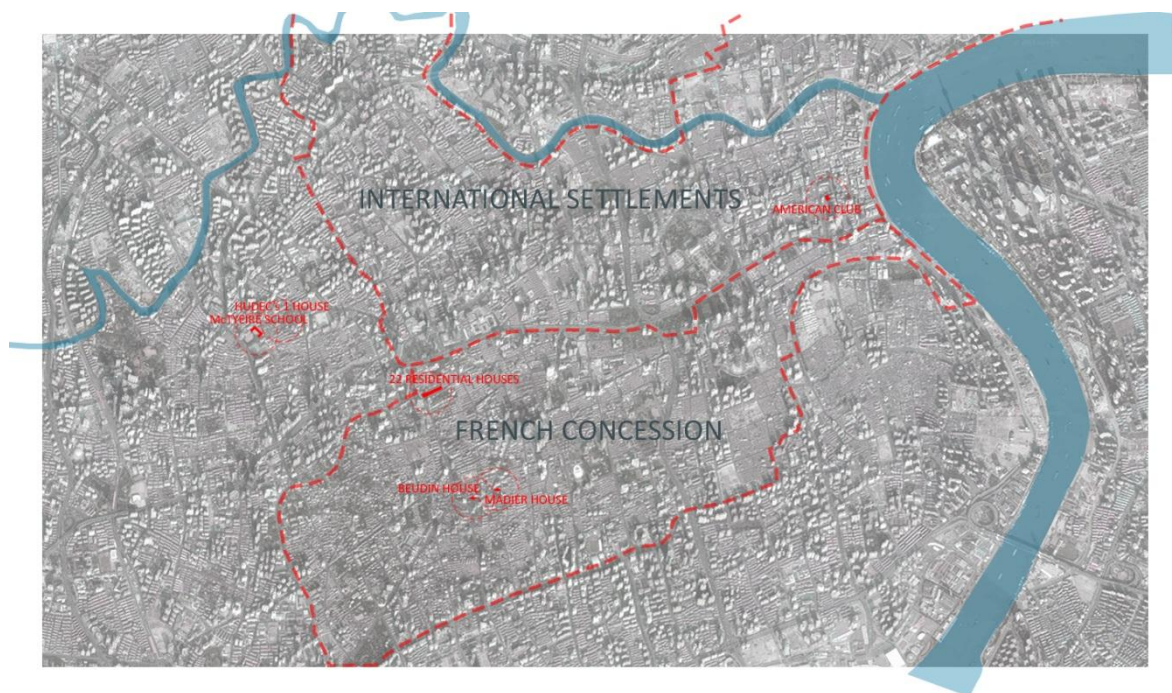 INTERNATIONAL SETTLEMENTS
AMERICAN CLUB
HUDEC'S 1 HOUSE
McTYEIRE SCHOOL
22 RESIDENTIAL HOUSES
FRENCH CONCESSION
BEUDIN HOUSE
MADIER HOUSE